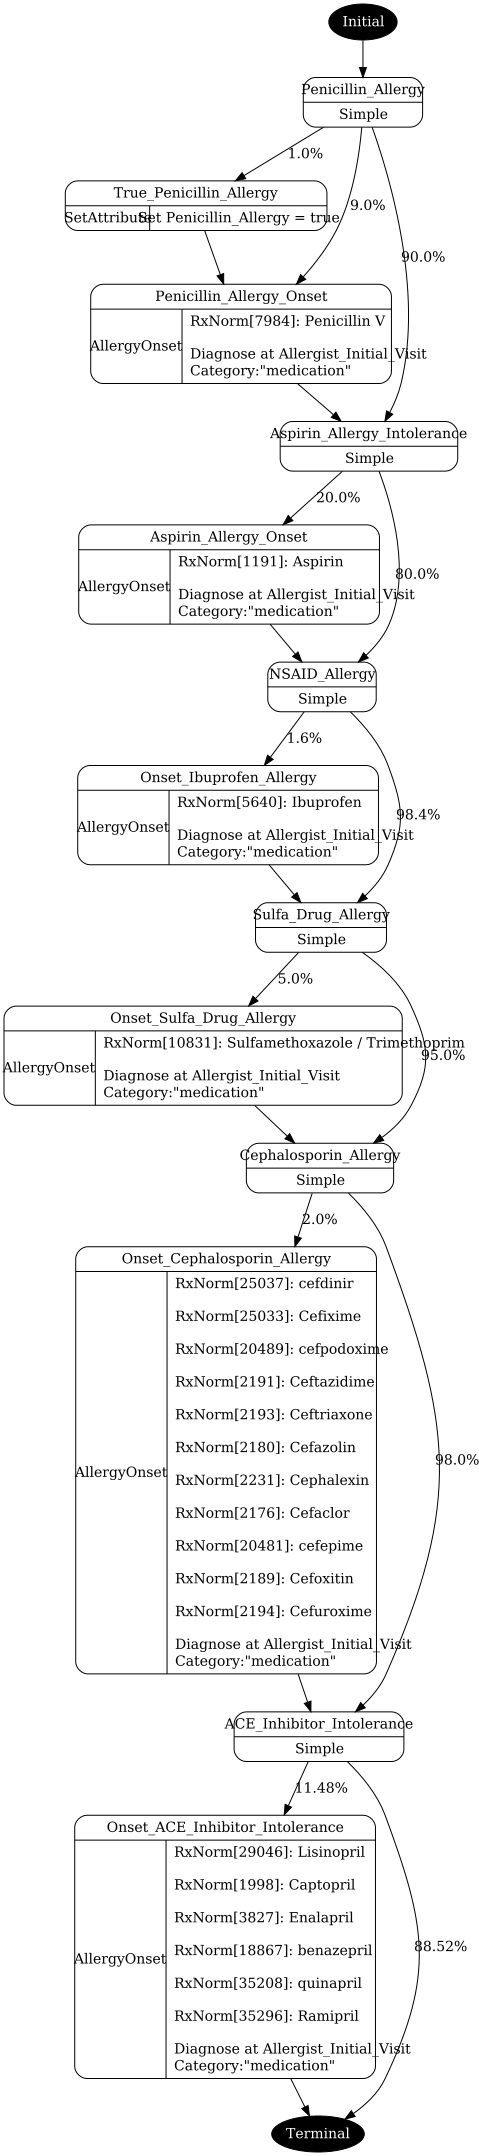 Initial
Penicillin_Allergy
Simple
1.0%
9.0%
90.0%
True_Penicillin_Allergy
SetAttribute
Set Penicillin_Allergy = true
Penicillin_Allergy_Onset
AllergyOnset
RxNorm[7984]: Penicillin V
Diagnose at Allergist_Initial_Visit
Category:"medication"
Aspirin_Allergy_Intolerance
Simple
20.0%
80.0%
Aspirin_Allergy_Onset
AllergyOnset
RxNorm[1191]: Aspirin
Diagnose at Allergist_Initial_Visit
Category:"medication"
NSAID_Allergy
Simple
1.6%
98.4%
Onset_Ibuprofen_Allergy
AllergyOnset
RxNorm[5640]: Ibuprofen
Diagnose at Allergist_Initial_Visit
Category:"medication"
Sulfa_Drug_Allergy
Simple
5.0%
95.0%
Onset_Sulfa_Drug_Allergy
AllergyOnset
RxNorm[10831]: Sulfamethoxazole / Trimethoprim
Diagnose at Allergist_Initial_Visit
Category:"medication"
Cephalosporin_Allergy
Simple
2.0%
98.0%
Onset_Cephalosporin_Allergy
AllergyOnset
RxNorm[25037]: cefdinir
RxNorm[25033]: Cefixime
RxNorm[20489]: cefpodoxime
RxNorm[2191]: Ceftazidime
RxNorm[2193]: Ceftriaxone
RxNorm[2180]: Cefazolin
RxNorm[2231]: Cephalexin
RxNorm[2176]: Cefaclor
RxNorm[20481]: cefepime
RxNorm[2189]: Cefoxitin
RxNorm[2194]: Cefuroxime
Diagnose at Allergist_Initial_Visit
Category:"medication"
ACE_Inhibitor_Intolerance
Simple
11.48%
88.52%
Onset_ACE_Inhibitor_Intolerance
AllergyOnset
RxNorm[29046]: Lisinopril
RxNorm[1998]: Captopril
RxNorm[3827]: Enalapril
RxNorm[18867]: benazepril
RxNorm[35208]: quinapril
RxNorm[35296]: Ramipril
Diagnose at Allergist_Initial_Visit
Category:"medication"
Terminal